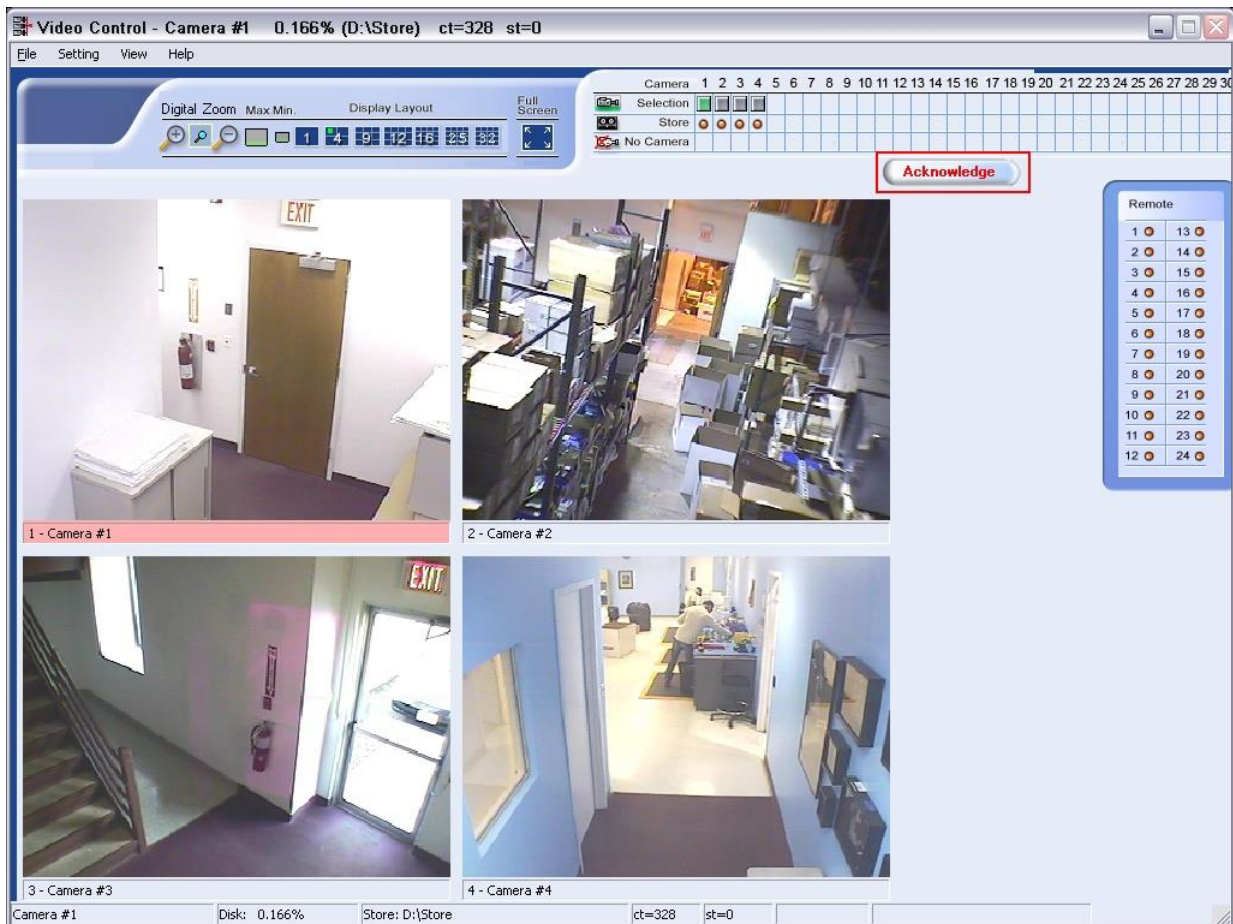 Video Control - Camera #1 0.166% (D:\Store) ct=328 st=0
File Setting View Help
Digital Zoom Max Min. Display Layout Full Screen
1 4 9 12 16 25 32
Camera 1 2 3 4 5 6 7 8 9 10 11 12 13 14 15 16 17 18 19 20 21 22 23 24 25 26 27 28 29 30
Selection
Store
No Camera
Acknowledge
Remote
1 13
2 14
3 15
4 16
5 17
6 18
7 19
8 20
9 21
10 22
11 23
12 24
EXIT
1 - Camera #1
2 - Camera #2
EXIT
3 - Camera #3
4 - Camera #4
Camera #1 Disk: 0.166% Store: D:\Store ct=328 st=0